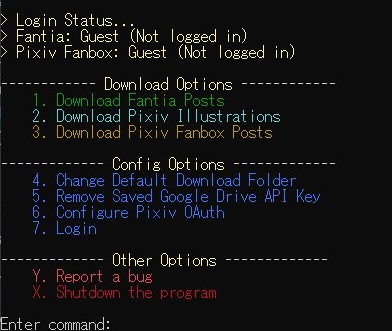 > Login Status...
> Fantia: Guest (Not logged in)
> Pixiv Fanbox: Guest (Not logged in)
------------ Download Options ------------
1. Download Fantia Posts
2. Download Pixiv Illustrations
3. Download Pixiv Fanbox Posts
------------- Config Options -------------
4. Change Default Download Folder
5. Remove Saved Google Drive API Key
6. Configure Pixiv OAuth
7. Login
------------- Other Options --------------
Y. Report a bug
X. Shutdown the program
Enter command: